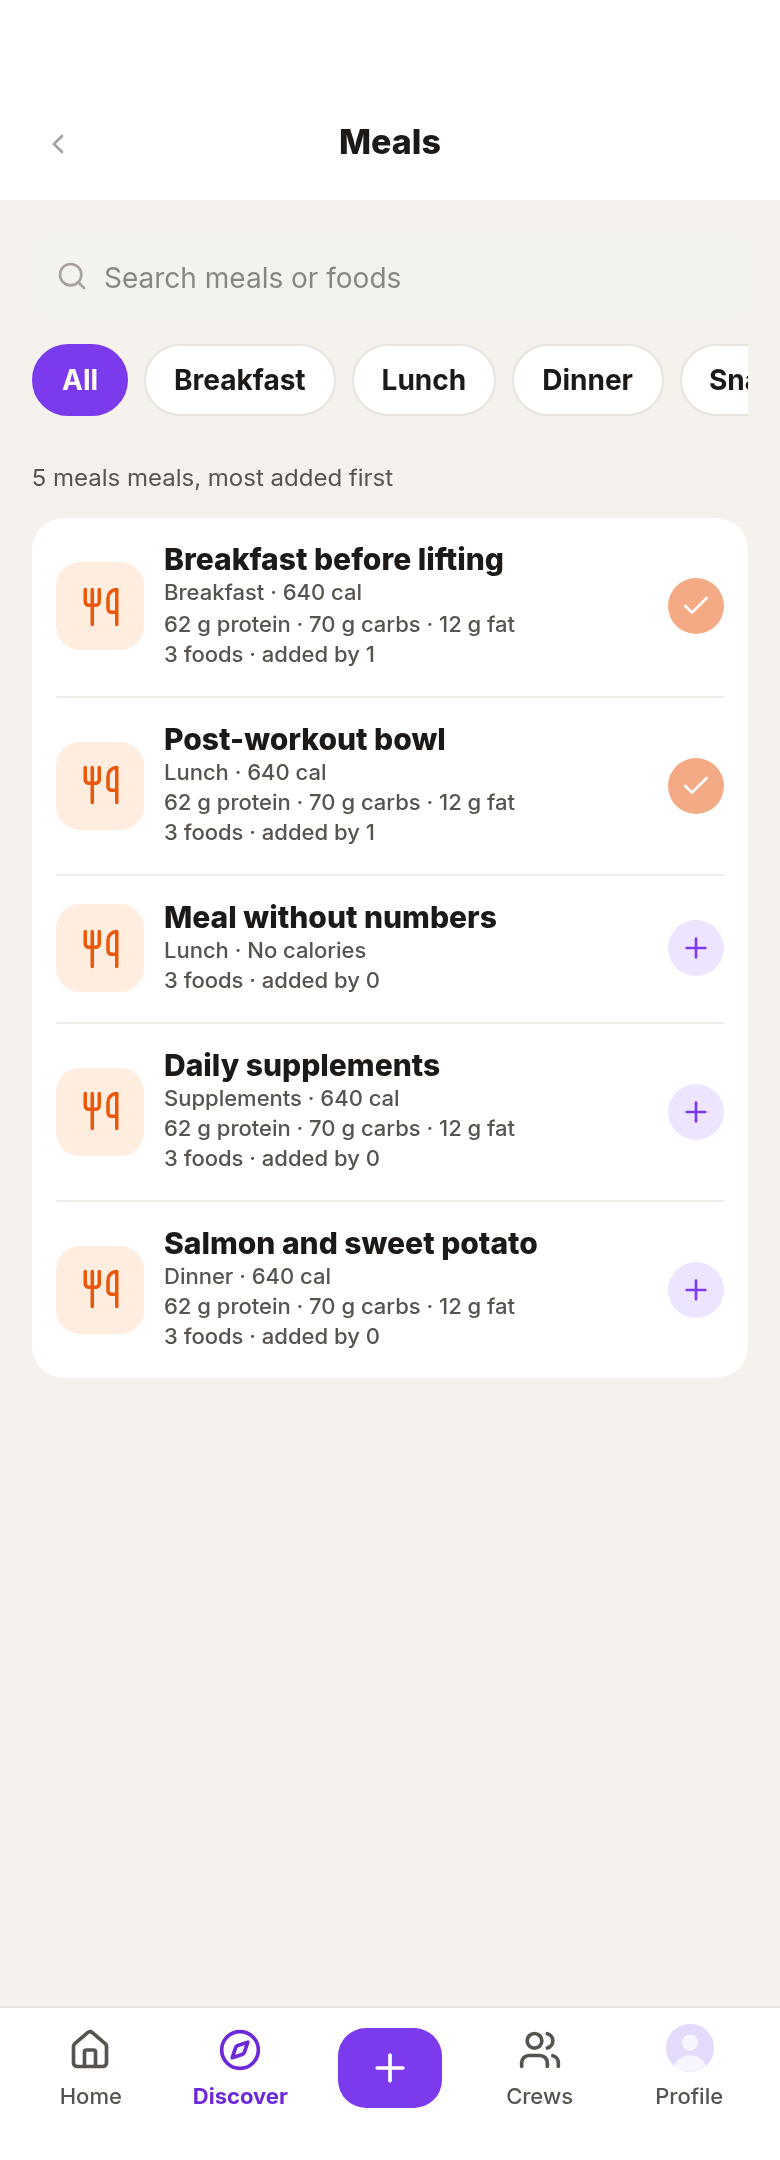 Meals
Search meals or foods
All
Breakfast
Lunch
Dinner
Sna
5 meals meals, most added first
Breakfast before lifting
Breakfast · 640 cal
62 g protein · 70 g carbs · 12 g fat
3 foods · added by 1
Post-workout bowl
Lunch · 640 cal
62 g protein · 70 g carbs · 12 g fat
3 foods · added by 1
Meal without numbers
Lunch · No calories
3 foods · added by 0
Daily supplements
Supplements · 640 cal
62 g protein · 70 g carbs · 12 g fat
3 foods · added by 0
Salmon and sweet potato
Dinner · 640 cal
62 g protein · 70 g carbs · 12 g fat
3 foods · added by 0
Home
Discover
Crews
Profile